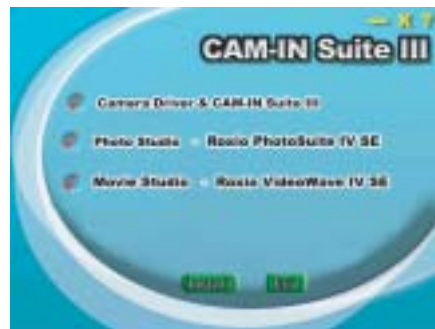 — X ?
CAM-IN Suite III
Camera Driver & CAM-IN Suite III
Photo Studio - Roxio PhotoSuite IV SE
Movie Studio - Roxio VideoWave IV SE
Exit